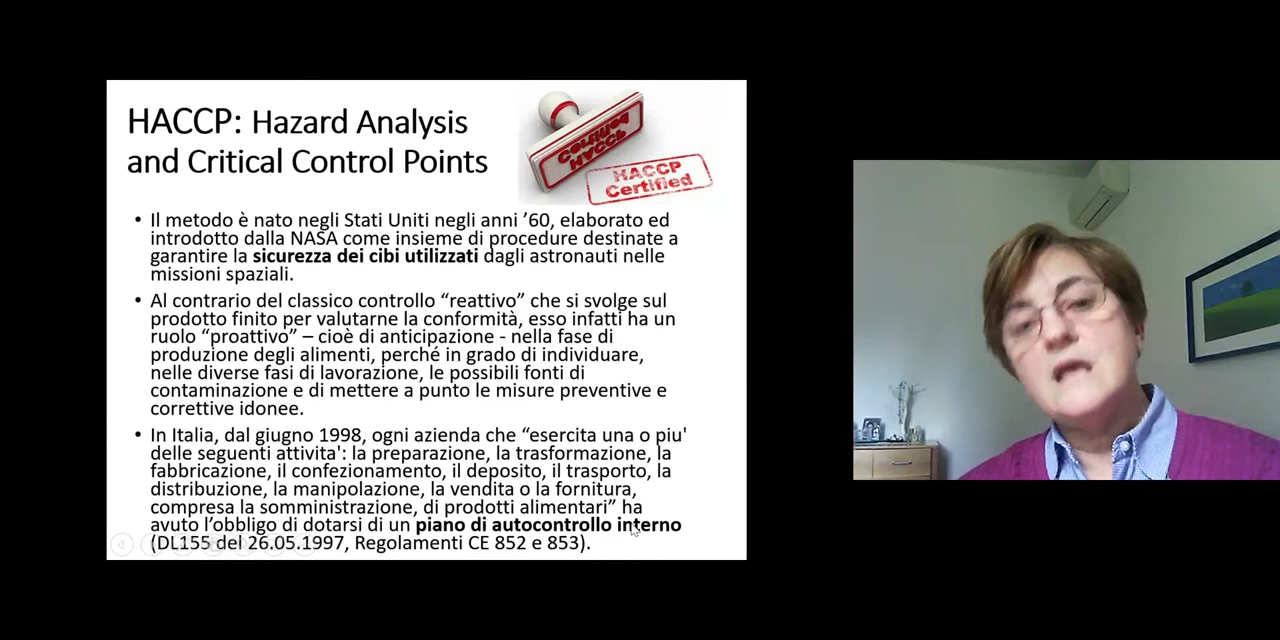 HACCP: Hazard Analysis
and Critical Control Points
CERTIFIED
HACCP
HACCP
Certified
• Il metodo è nato negli Stati Uniti negli anni ’60, elaborato ed
introdotto dalla NASA come insieme di procedure destinate a
garantire la sicurezza dei cibi utilizzati dagli astronauti nelle
missioni spaziali.
• Al contrario del classico controllo “reattivo” che si svolge sul
prodotto finito per valutarne la conformità, esso infatti ha un
ruolo “proattivo” – cioè di anticipazione - nella fase di
produzione degli alimenti, perché in grado di individuare,
nelle diverse fasi di lavorazione, le possibili fonti di
contaminazione e di mettere a punto le misure preventive e
correttive idonee.
• In Italia, dal giugno 1998, ogni azienda che “esercita una o piu'
delle seguenti attivita': la preparazione, la trasformazione, la
fabbricazione, il confezionamento, il deposito, il trasporto, la
distribuzione, la manipolazione, la vendita o la fornitura,
compresa la somministrazione, di prodotti alimentari” ha
avuto l’obbligo di dotarsi di un piano di autocontrollo interno
(DL155 del 26.05.1997, Regolamenti CE 852 e 853).